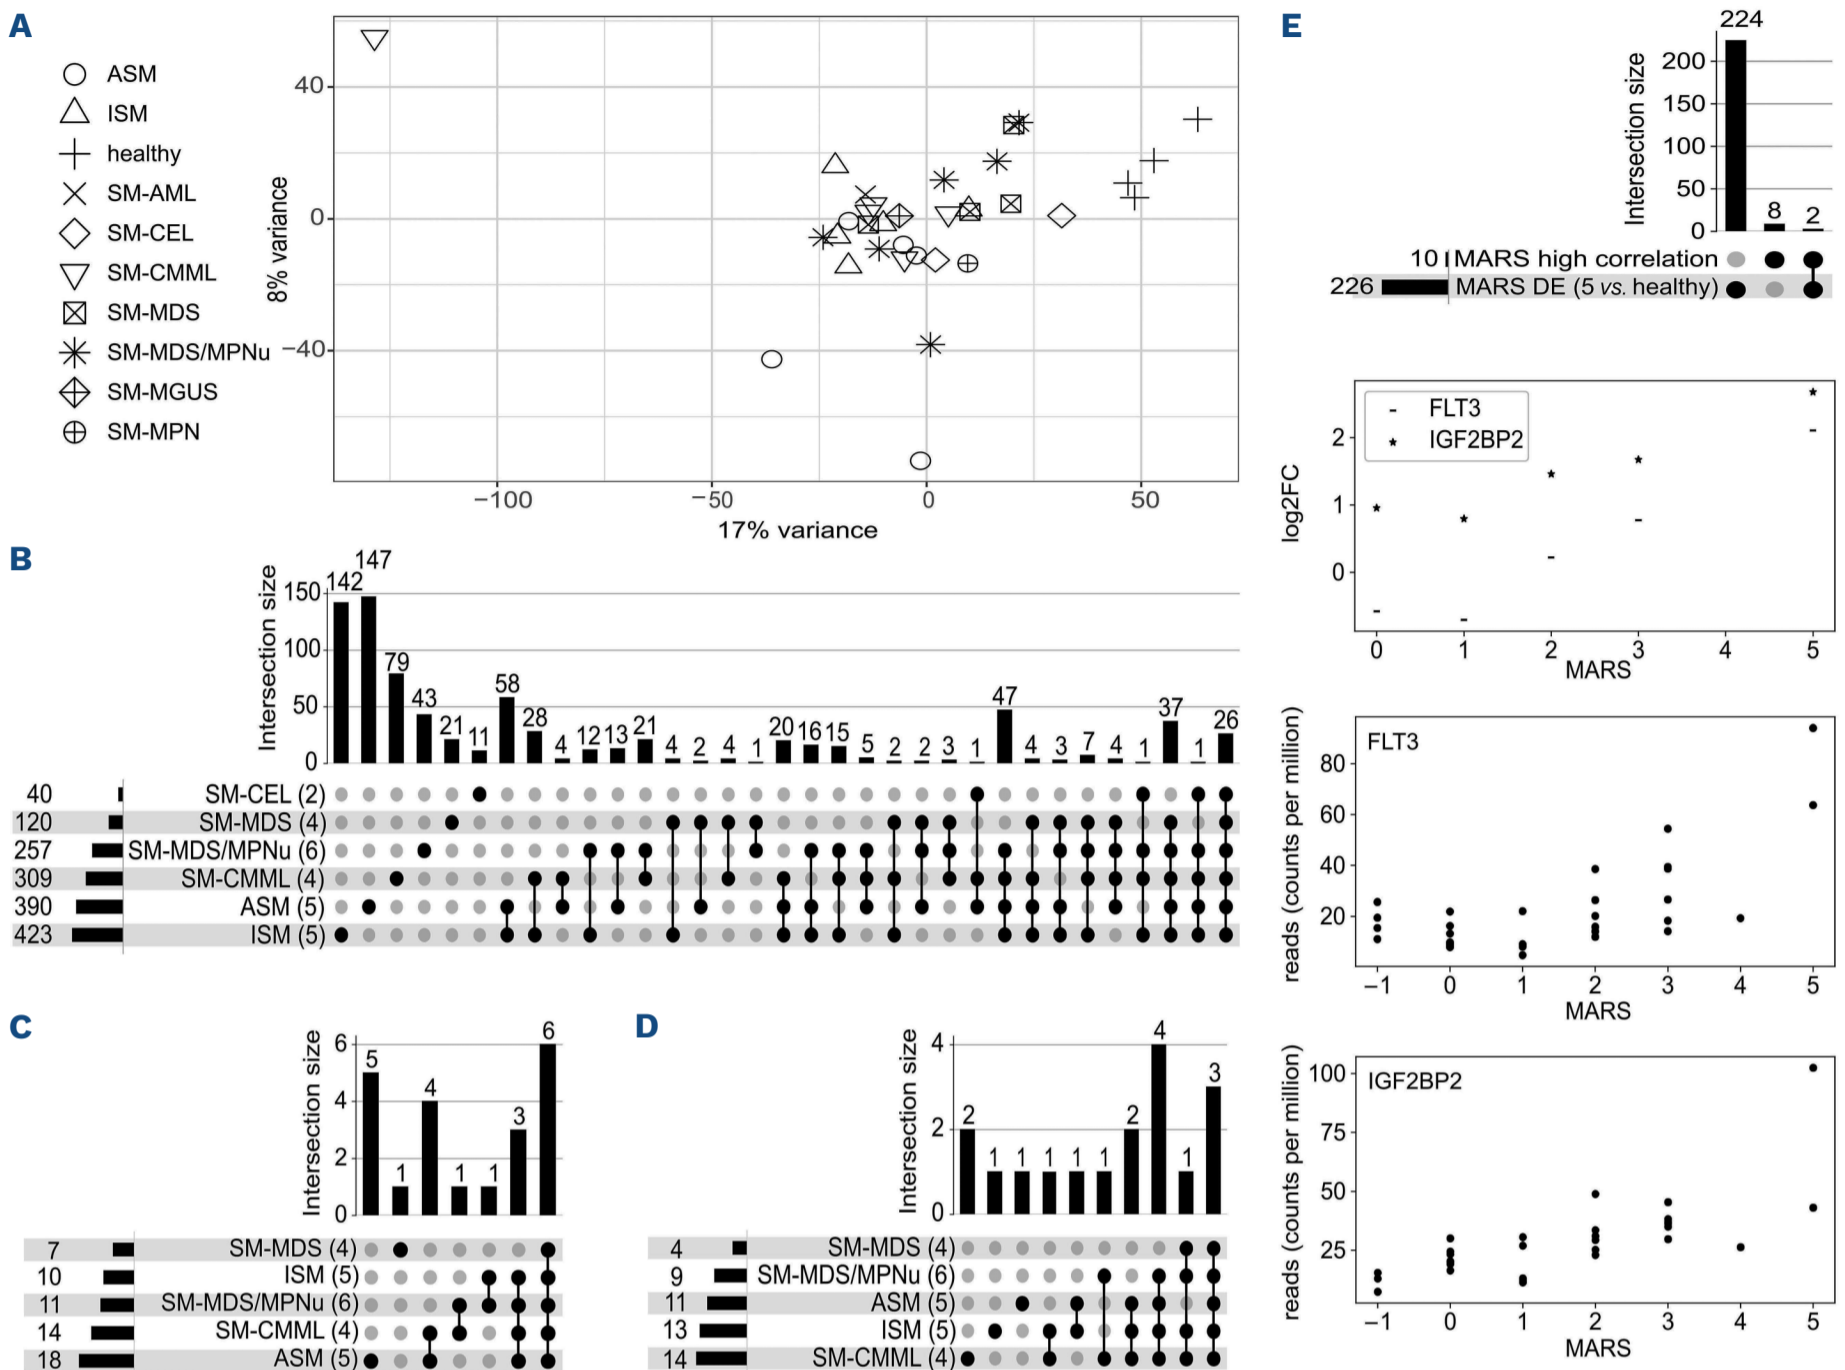 A
ASM
ISM
healthy
SM-AML
SM-CEL
SM-CMML
SM-MDS
SM-MDS/MPNu
SM-MGUS
SM-MPN
8% variance
40
0
−40
−100
−50
0
50
17% variance
B
Intersection size
150
100
50
0
142
147
79
43
21
11
58
28
4
12
13
21
4
2
4
1
20
16
15
5
2
2
3
1
47
4
3
7
4
1
37
1
26
40 SM-CEL (2)
120 SM-MDS (4)
257 SM-MDS/MPNu (6)
309 SM-CMML (4)
390 ASM (5)
423 ISM (5)
C
Intersection size
6
4
2
0
5
1
4
1
1
3
6
7 SM-MDS (4)
10 ISM (5)
11 SM-MDS/MPNu (6)
14 SM-CMML (4)
18 ASM (5)
D
Intersection size
4
2
0
2
1
1
1
1
1
2
4
1
3
4 SM-MDS (4)
9 SM-MDS/MPNu (6)
11 ASM (5)
13 ISM (5)
14 SM-CMML (4)
E
Intersection size
200
150
100
50
0
224
8
2
10 MARS high correlation
226 MARS DE (5 vs. healthy)
FLT3
IGF2BP2
log2FC
2
1
0
0 1 2 3 4 5
MARS
FLT3
reads (counts per million)
80
60
40
20
−1 0 1 2 3 4 5
MARS
IGF2BP2
reads (counts per million)
100
75
50
25
−1 0 1 2 3 4 5
MARS